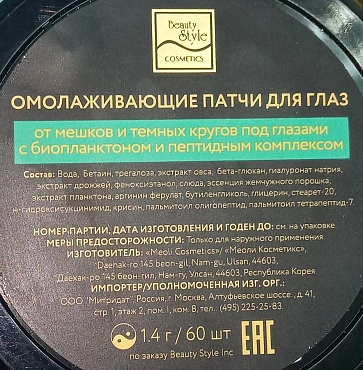 Beauty
Style
COSMETICS
ОМОЛАЖИВАЮЩИЕ ПАТЧИ ДЛЯ ГЛАЗ
ОТ МЕШКОВ И ТЕМНЫХ КРУГОВ ПОД ГЛАЗАМИ
С БИОПЛАНКТОНОМ И ПЕПТИДНЫМ КОМПЛЕКСОМ
Состав: Вода, Бетаин, трегалоза, экстракт овса, бета-глюкан, гиалуронат натрия,
экстракт дрожжей, феноксиэтанол, слюда, эссенция жемчужного порошка,
экстракт планктона, аргинин ферулат, бутиленгликоль, глицерин, стеарет-20,
н-гидроксисукцинимид, крисин, пальмитоил олигопептид, пальмитоил тетрапептид-7.
НОМЕР-ПАРТИИ, ДАТА ИЗГОТОВЛЕНИЯ И ГОДЕН ДО: см. на упаковке.
МЕРЫ ПРЕДОСТОРОЖНОСТИ: Только для наружного применения
ИЗГОТОВИТЕЛЬ: «Meoli Cosmetics»/ «Меоли Косметикс»,
Daehak-ro 145 beon-gil, Nam-gu, Ulsan, 44603,
Даехак-ро 145 беон-гил, Нам-гу, Улсан, 44603, Республика Корея
ИМПОРТЕР/УПОЛНОМОЧЕННАЯ ИЗГ. ОРГ.:
ООО "Митридат", Россия, г. Москва, Алтуфьевское шоссе., д. 41,
стр. 1, этаж 2, пом. I, ком. 2, тел.: (495) 225-25-83.
1.4 г / 60 шт
EAC
по заказу Beauty Style Inc